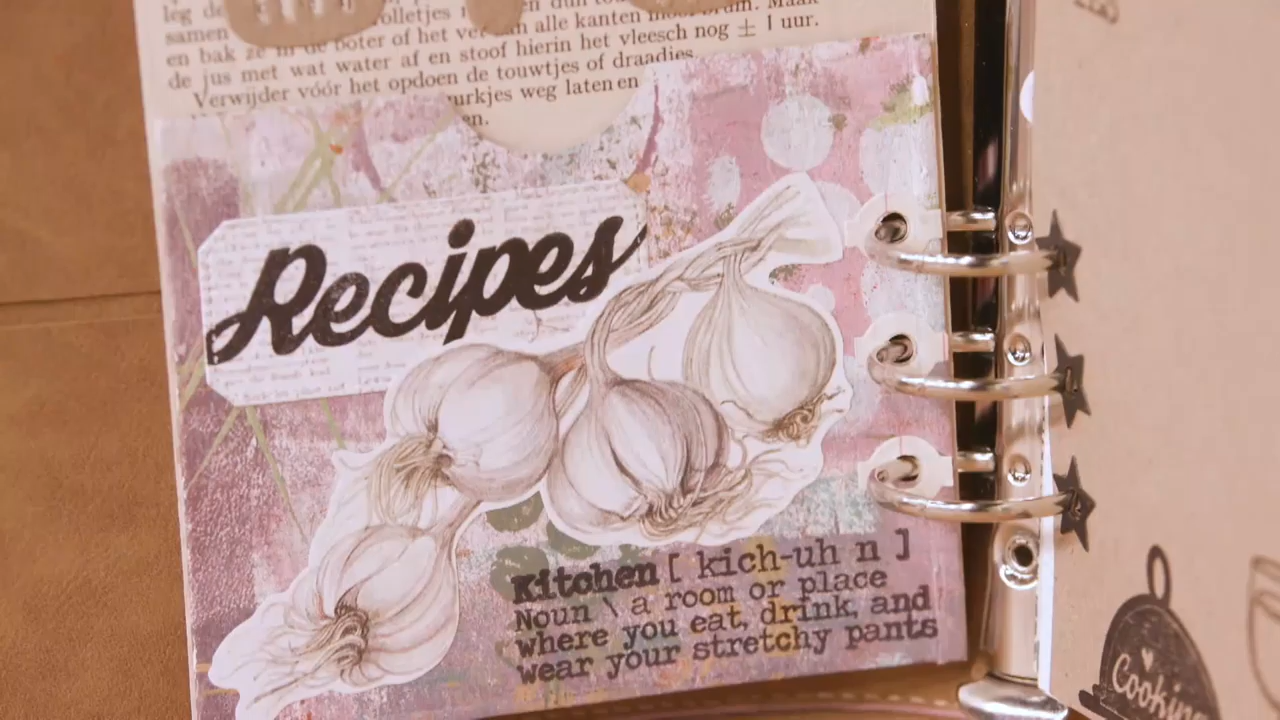 leg de
olletjes
samen
alle kanten
Maak
en bak ze in de boter of het vet
nog ± 1 uur.
de jus met wat water af en stoof hierin het vleesch
Verwijder vóór het opdoen de touwtjes of draadjes
urkjes weg laten en
en.
Recipes
Kitchen [ kich-uh n ]
Noun \ a room or place
where you eat, drink, and
wear your stretchy pants
Cooking